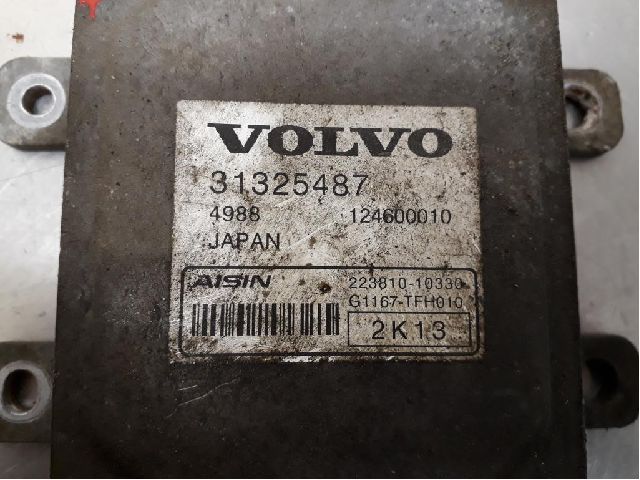 VOLVO
31325487
4988 124600010
JAPAN
AISIN 223810-10330
G1167-TFH010
2K13